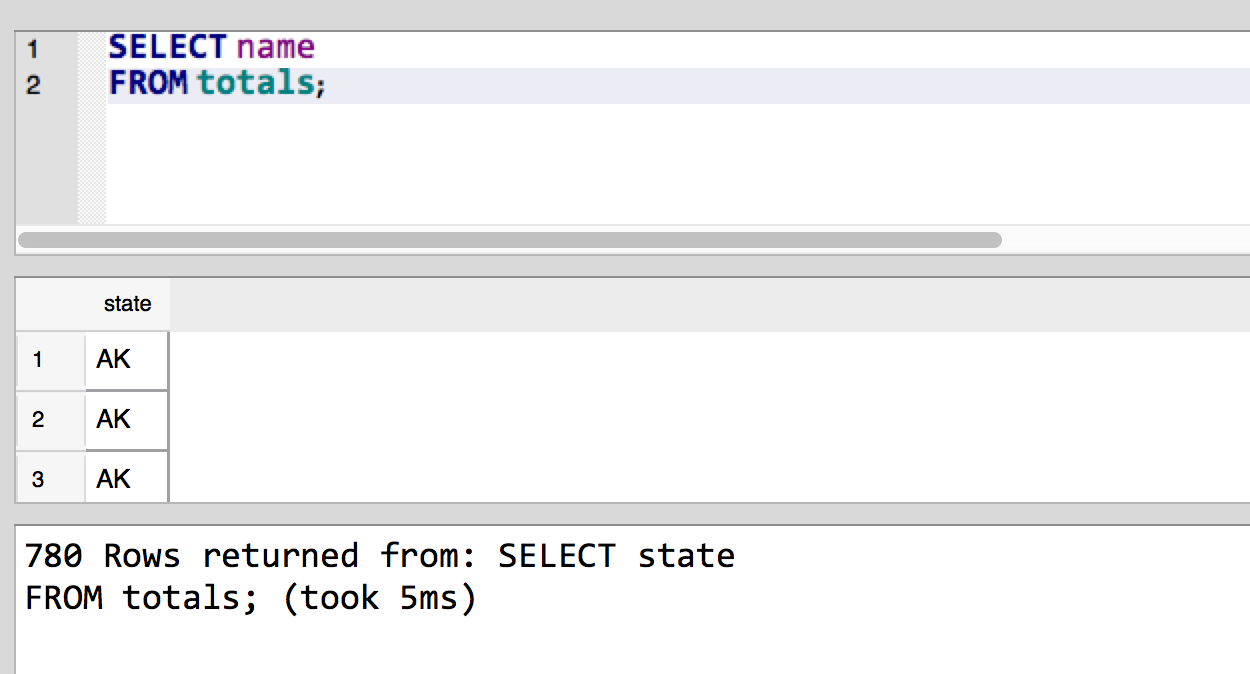 1 SELECT name
2 FROM totals;
state
1 AK
2 AK
3 AK
780 Rows returned from: SELECT state
FROM totals; (took 5ms)